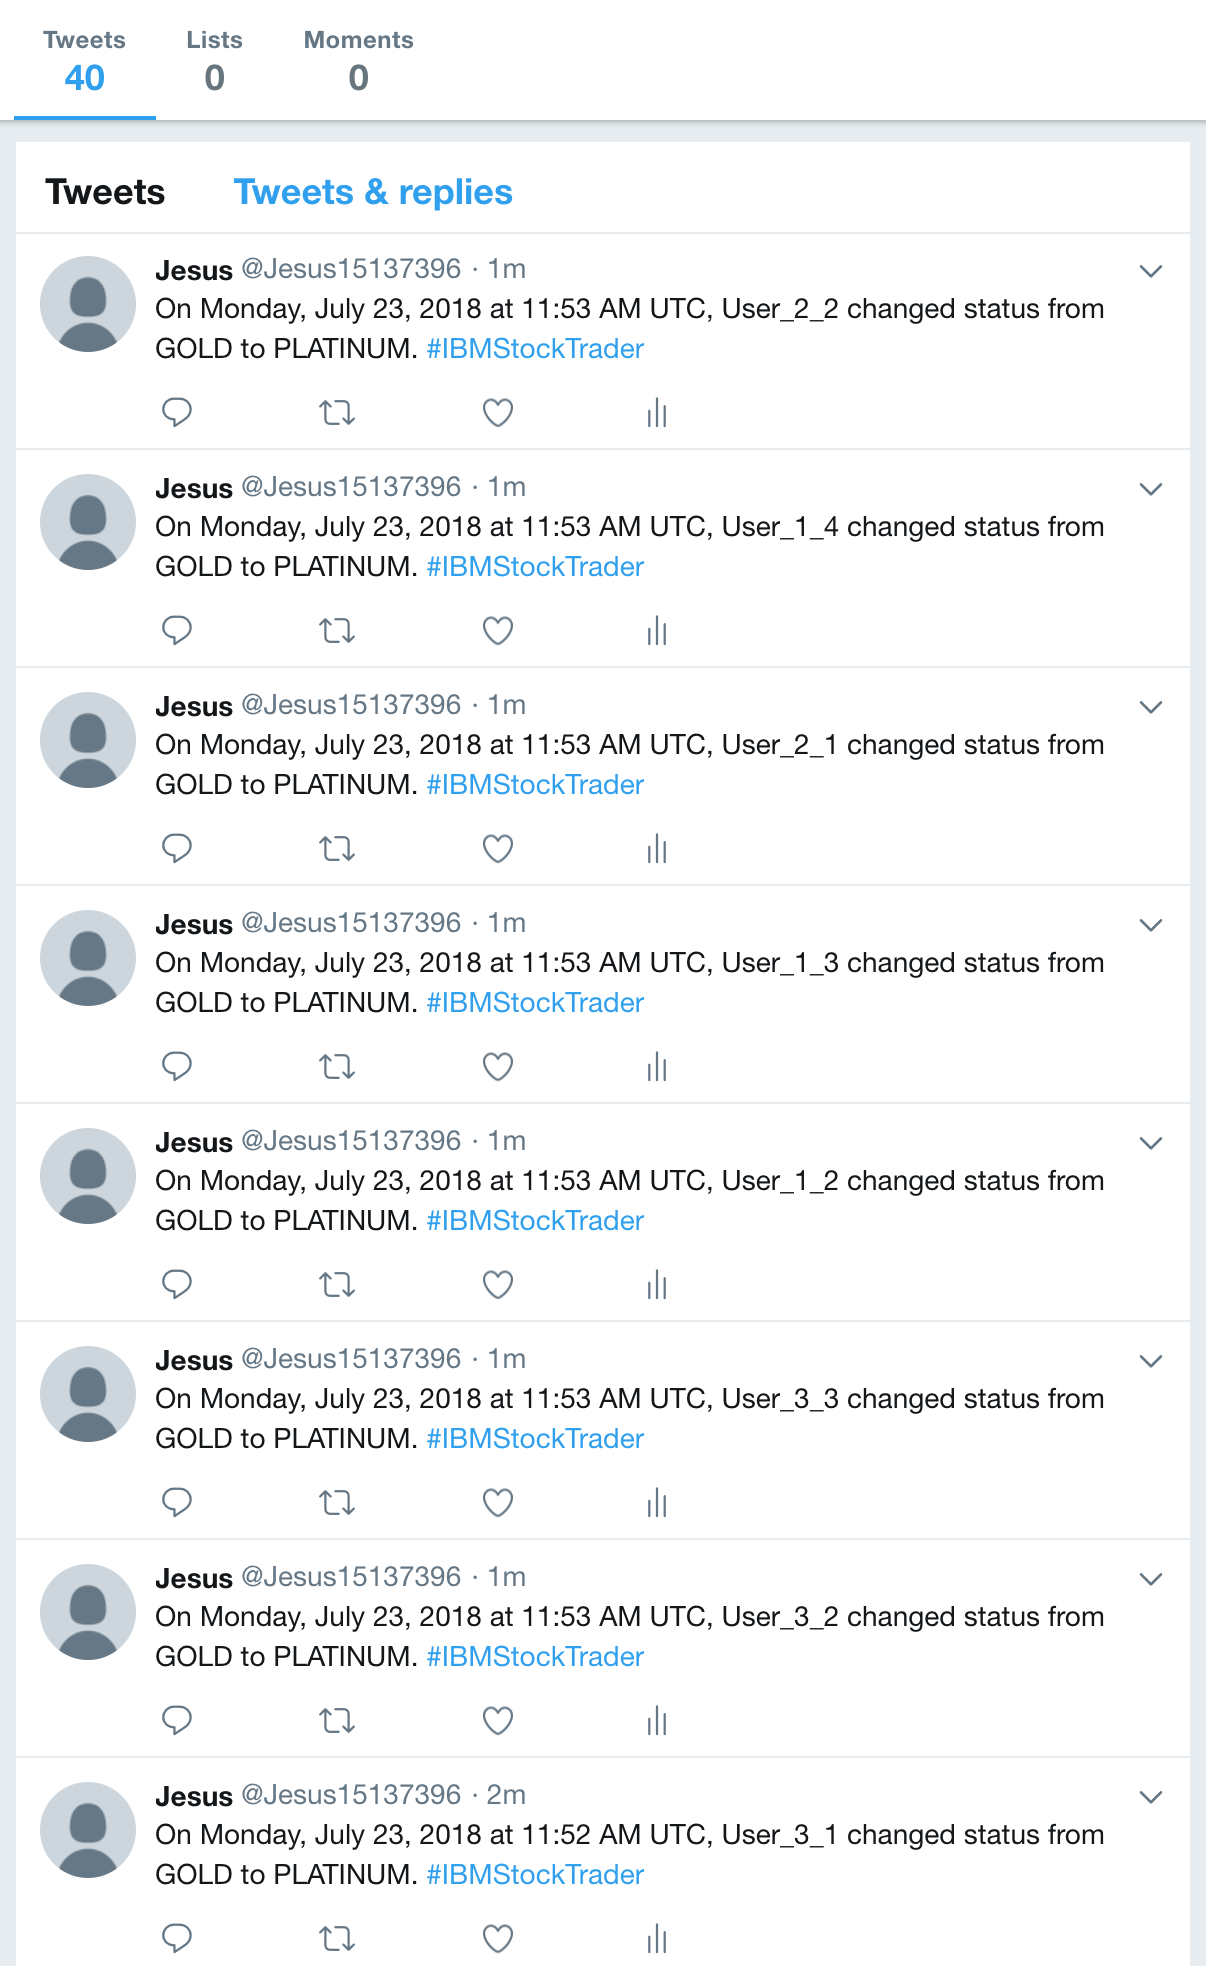 Tweets Lists Moments
40 0 0
Tweets Tweets & replies
Jesus @Jesus15137396 · 1m
On Monday, July 23, 2018 at 11:53 AM UTC, User_2_2 changed status from
GOLD to PLATINUM. #IBMStockTrader
Jesus @Jesus15137396 · 1m
On Monday, July 23, 2018 at 11:53 AM UTC, User_1_4 changed status from
GOLD to PLATINUM. #IBMStockTrader
Jesus @Jesus15137396 · 1m
On Monday, July 23, 2018 at 11:53 AM UTC, User_2_1 changed status from
GOLD to PLATINUM. #IBMStockTrader
Jesus @Jesus15137396 · 1m
On Monday, July 23, 2018 at 11:53 AM UTC, User_1_3 changed status from
GOLD to PLATINUM. #IBMStockTrader
Jesus @Jesus15137396 · 1m
On Monday, July 23, 2018 at 11:53 AM UTC, User_1_2 changed status from
GOLD to PLATINUM. #IBMStockTrader
Jesus @Jesus15137396 · 1m
On Monday, July 23, 2018 at 11:53 AM UTC, User_3_3 changed status from
GOLD to PLATINUM. #IBMStockTrader
Jesus @Jesus15137396 · 1m
On Monday, July 23, 2018 at 11:53 AM UTC, User_3_2 changed status from
GOLD to PLATINUM. #IBMStockTrader
Jesus @Jesus15137396 · 2m
On Monday, July 23, 2018 at 11:52 AM UTC, User_3_1 changed status from
GOLD to PLATINUM. #IBMStockTrader